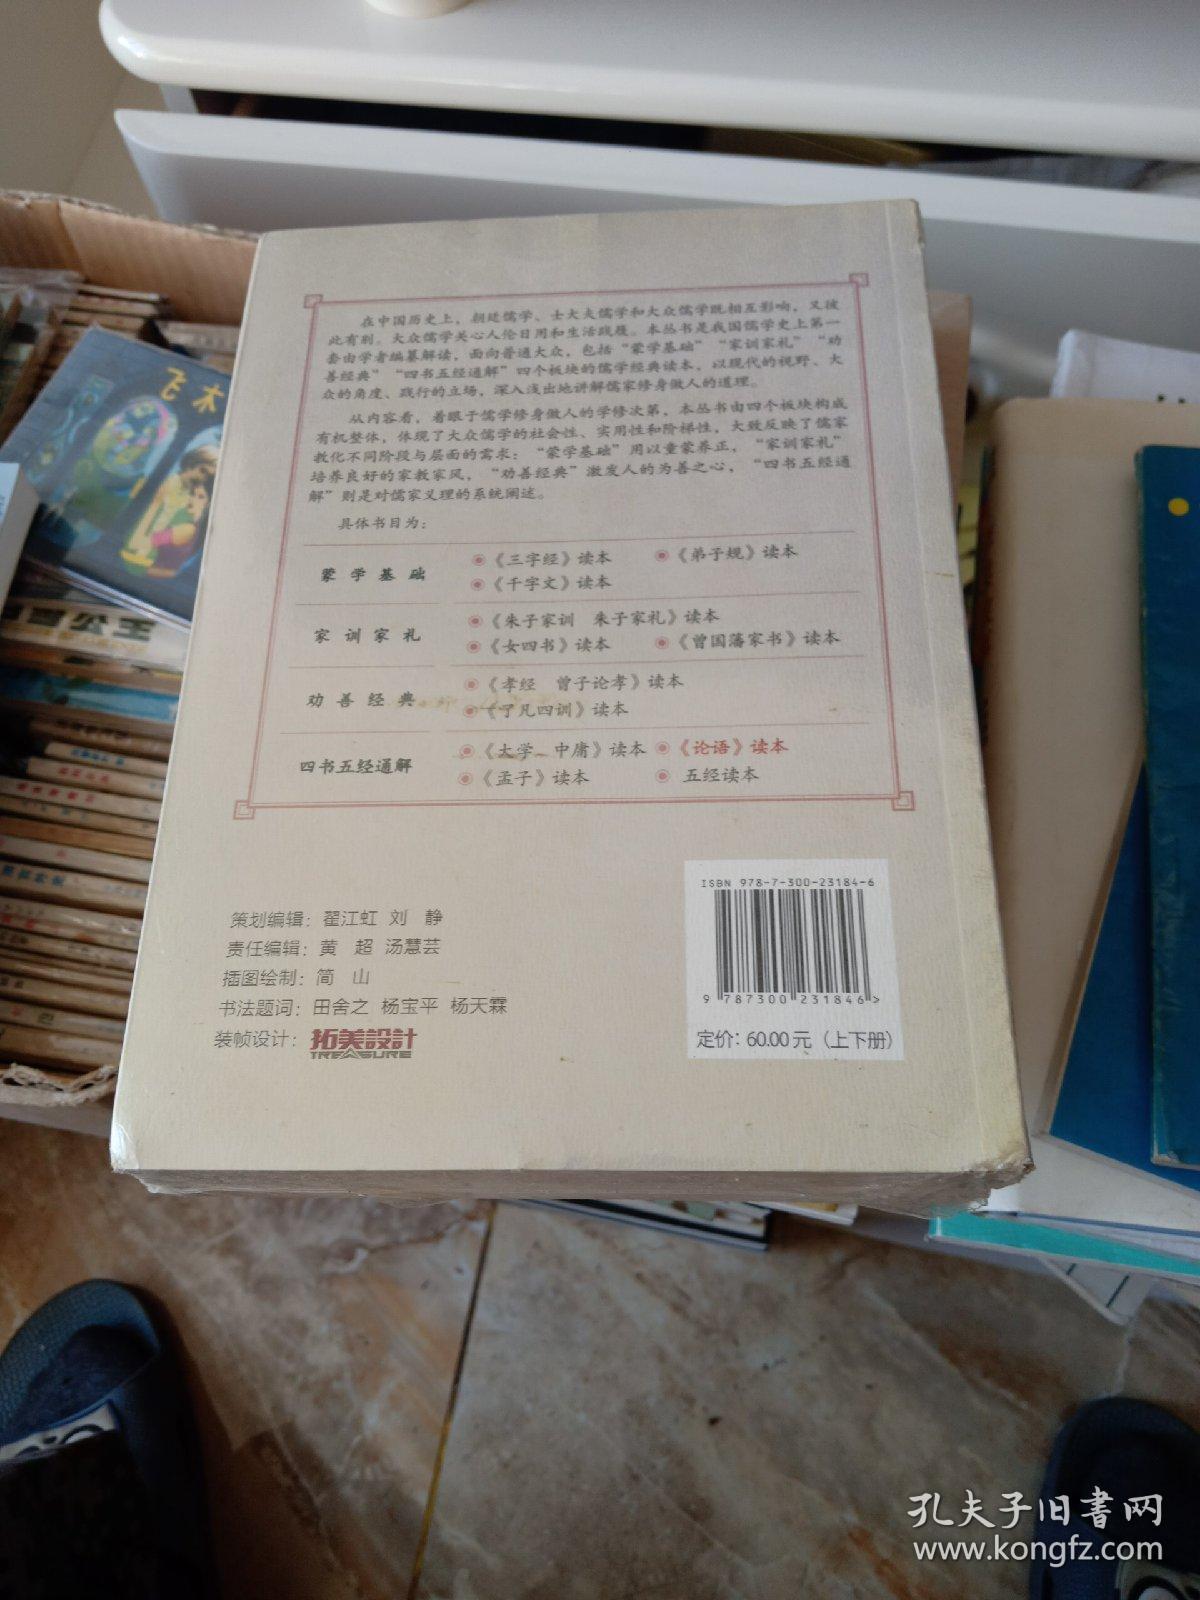 在中国历史上，朝廷儒学、士大夫儒学和大众儒学既相互影响，又彼
此有别。大众儒学关心人伦日用和生活践履。本丛书是我国儒学史上第一
套由学者编纂解读，面向普通大众，包括“蒙学基础”“家训家礼”“劝
善经典”“四书五经通解”四个板块的儒学经典读本，以现代的视野、大
众的角度、践行的立场，深入浅出地讲解儒家修身做人的道理。
从内容看，着眼于儒学修身做人的学修次第，本丛书由四个板块构成
有机整体，体现了大众儒学的社会性、实用性和阶梯性，大致反映了儒家
教化不同阶段与层面的需求：“蒙学基础”用以童蒙养正，“家训家礼”
培养良好的家教家风，“劝善经典”激发人的为善之心，“四书五经通
解”则是对儒家义理的系统阐述。
具体书目为：
蒙学基础
《三字经》读本 《弟子规》读本
《千字文》读本
家训家礼
《朱子家训 朱子家礼》读本
《女四书》读本 《曾国藩家书》读本
劝善经典
《孝经 曾子论孝》读本
《了凡四训》读本
四书五经通解
《大学 中庸》读本 《论语》读本
《孟子》读本 五经读本
策划编辑：翟江虹 刘 静
责任编辑：黄 超 汤慧芸
插图绘制：简 山
书法题词：田舍之 杨宝平 杨天霖
装帧设计：拓美設計
TREASURE
ISBN 978-7-300-23184-6
9 787300 231846 >
定价：60.00元（上下册）
飞木
孔夫子旧书网
www.kongfz.com